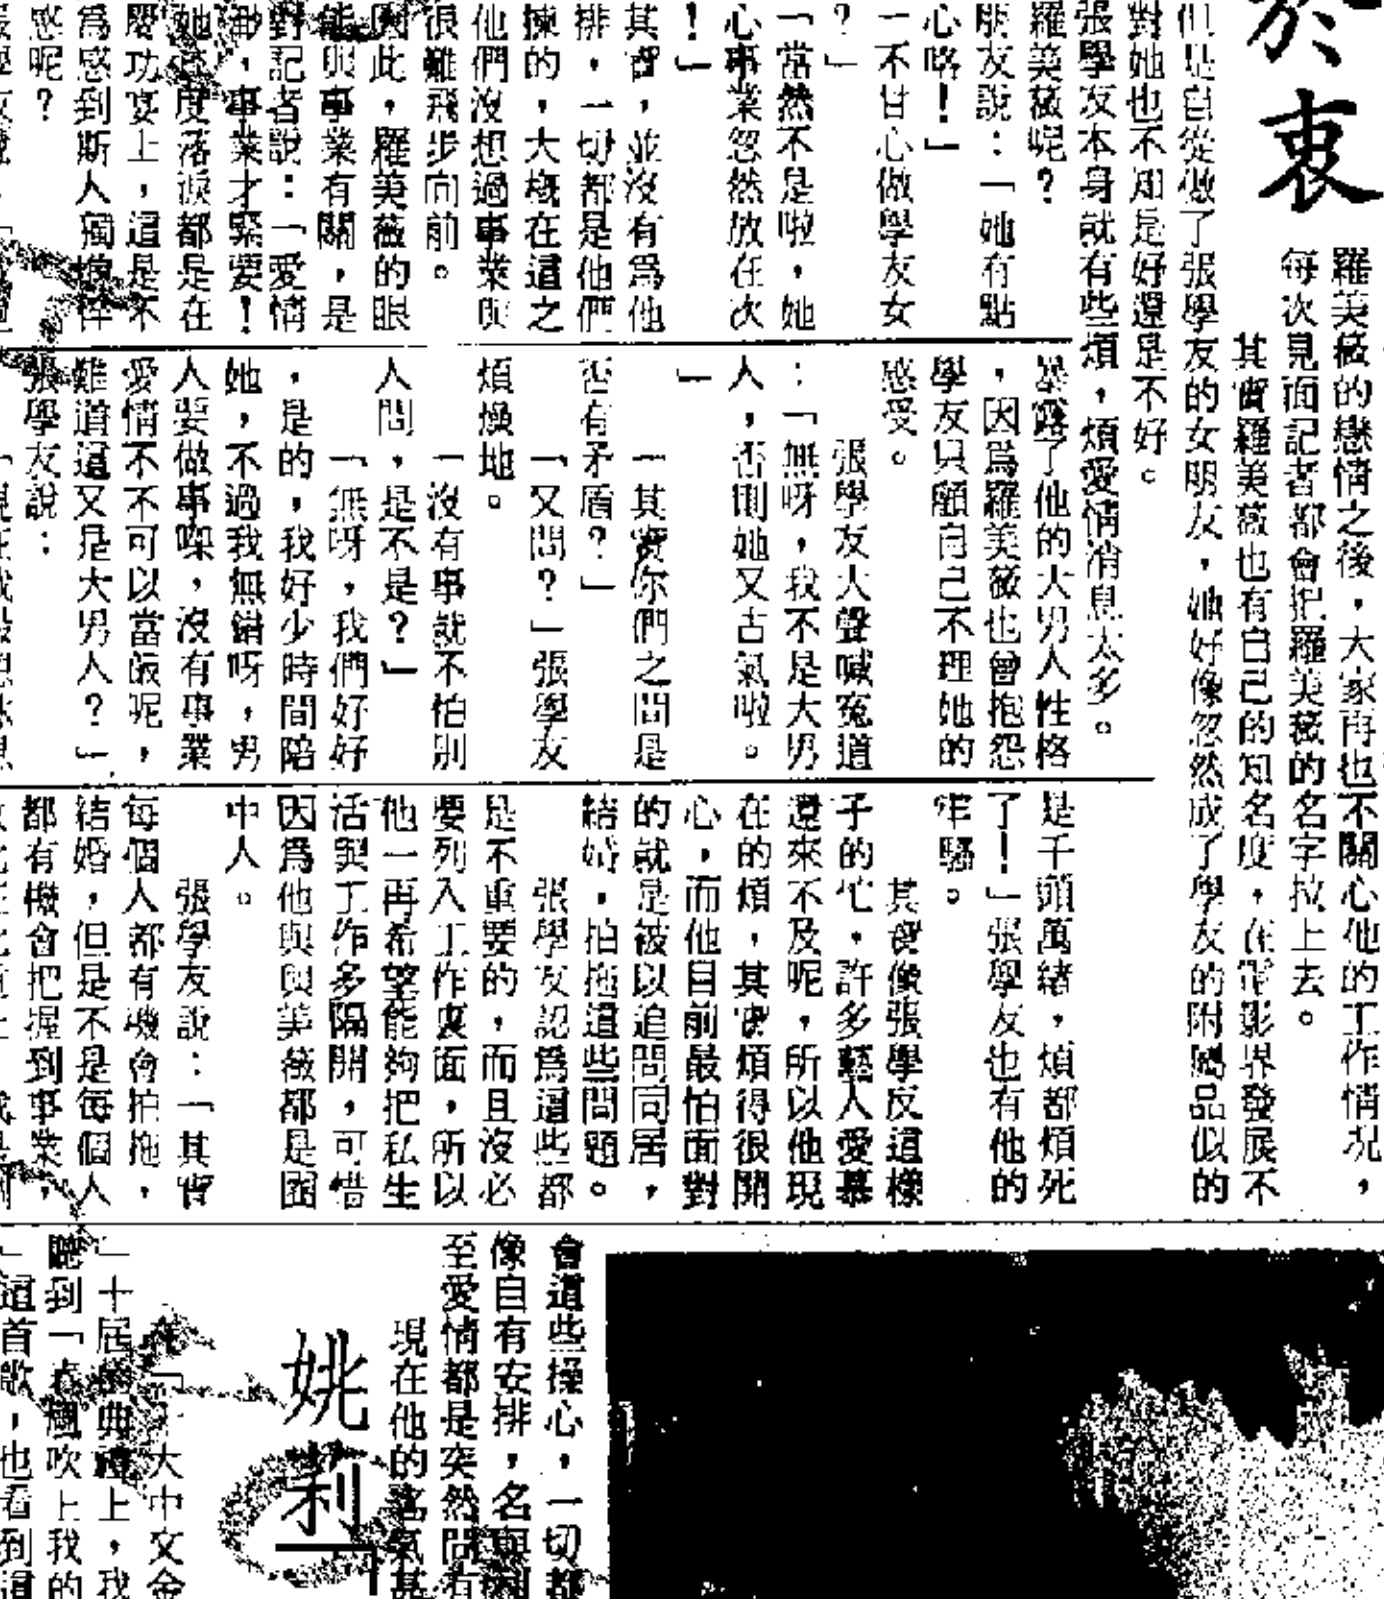 於衷
羅美薇的戀情之後，大家再也不關心他的工作情況，
每次見面記者都會把羅美薇的名字拉上去。
其實羅美薇也有自己的知名度，在電影界發展不
但是自從做了張學友的女朋友，她好像忽然成了學友的附屬品似的
對她也不知是好還是不好。
張學友本身就有些煩，煩愛情消息太多。
羅美薇呢？
朋友說：「她有點
心咯！」
一不甘心做學友女
？」
「當然不是啦，她
心事業忽然放在次
！」
其實，並沒有爲他
排，一切都是他們
揀的，大槪在這之
他們沒想過事業與
很難飛步向前。
因此，羅美薇的眼
能與事業有關，是
對記者說：「愛情
，事業才緊要！
她 度落淚都是在
慶功宴上，這是不
爲感到斯人獨憔悴
感呢？
暴露了他的大男人性格
，因爲羅美薇也曾抱怨
學友只顧自己不理她的
感受。
張學友大聲喊寃道
：「無呀，我不是大男
人，否則她又古氣啦。
」
「其實你們之間是
否有矛盾？」
「又問？」張學友
煩燥地。
「沒有事就不怕別
人問，是不是？」
「無呀，我們好好
，是的，我好少時間陪
她，不過我無錯呀，男
人要做事㗎，沒有事業
愛情不不可以當飯呢，
難道這又是大男人？」
張學友說：
是千頭萬緒，煩都煩死
了！」張學友也有他的
牢騷。
其實像張學友這樣
子的忙，許多藝人愛慕
還來不及呢，所以他現
在的煩，其實煩得很開
心，而他目前最怕面對
的就是被以追問同居，
結婚，拍拖這些問題。
張學友認爲這些都
是不重要的，而且沒必
要列入工作裏面，所以
他一再希望能夠把私生
活與工作多隔開，可惜
因爲他與與美薇都是圈
中人。
張學友說：「其實
每個人都有機會拍拖，
結婚，但是不是每個人
都有機會把握到事業，
會這些操心，一切都
像自有安排，名與利
至愛情都是突然間有
現在他的
姚莉
大中文金
十屆 典禮上，我
聽到「春風吹上我的
」這首歌，也看到這